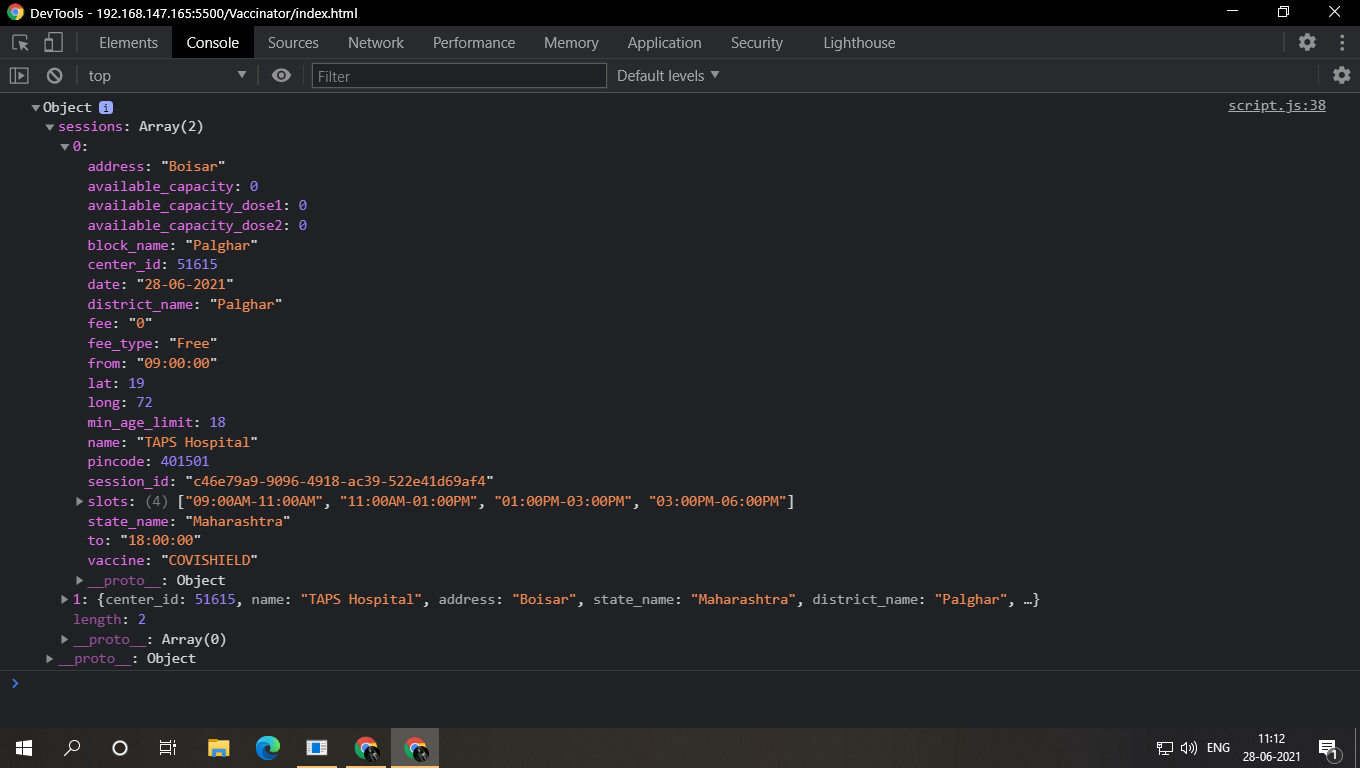 DevTools - 192.168.147.165:5500/Vaccinator/index.html
Elements Console Sources Network Performance Memory Application Security Lighthouse
top Filter Default levels
Object i script.js:38
sessions: Array(2)
0:
address: "Boisar"
available_capacity: 0
available_capacity_dose1: 0
available_capacity_dose2: 0
block_name: "Palghar"
center_id: 51615
date: "28-06-2021"
district_name: "Palghar"
fee: "0"
fee_type: "Free"
from: "09:00:00"
lat: 19
long: 72
min_age_limit: 18
name: "TAPS Hospital"
pincode: 401501
session_id: "c46e79a9-9096-4918-ac39-522e41d69af4"
slots: (4) ["09:00AM-11:00AM", "11:00AM-01:00PM", "01:00PM-03:00PM", "03:00PM-06:00PM"]
state_name: "Maharashtra"
to: "18:00:00"
vaccine: "COVISHIELD"
__proto__: Object
1: {center_id: 51615, name: "TAPS Hospital", address: "Boisar", state_name: "Maharashtra", district_name: "Palghar", …}
length: 2
__proto__: Array(0)
__proto__: Object
ENG
11:12
28-06-2021
1